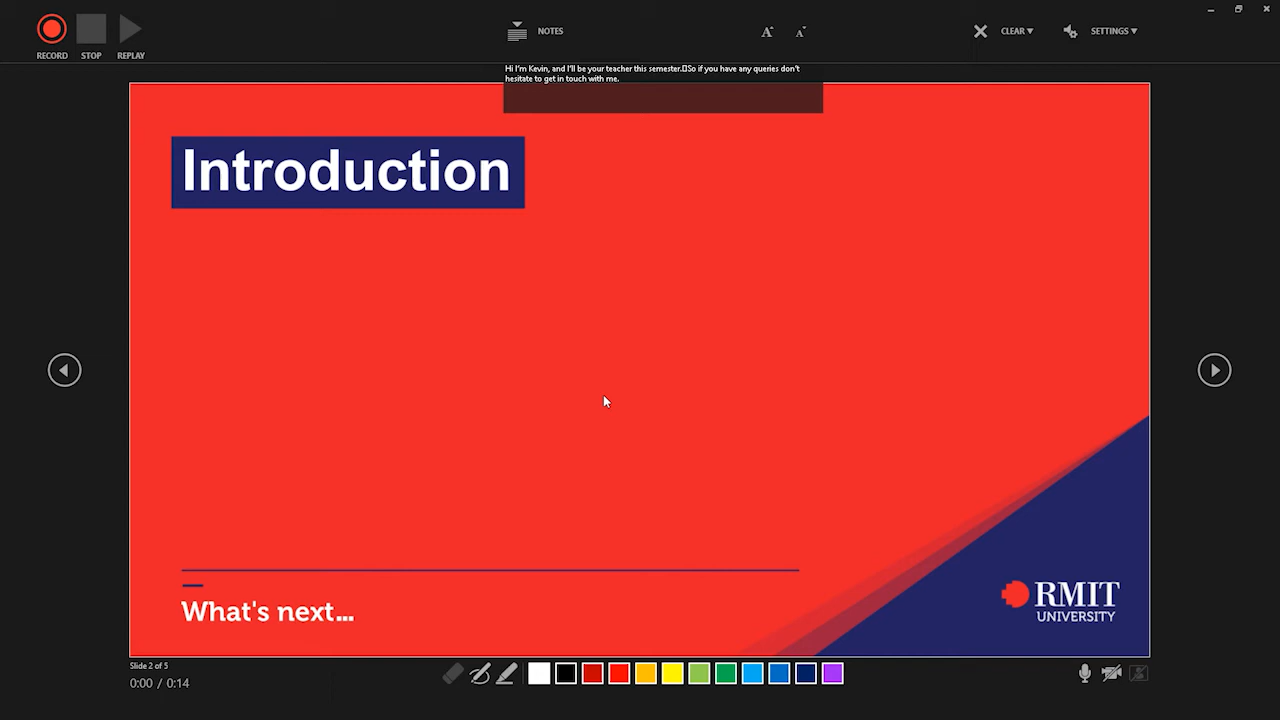 RECORD
STOP
REPLAY
NOTES
A
A
CLEAR
SETTINGS
Hi I'm Kevin, and I'll be your teacher this semester.So if you have any queries don't
hesitate to get in touch with me.
Introduction
What's next...
RMIT
UNIVERSITY
Slide 2 of 5
0:00 / 0:14